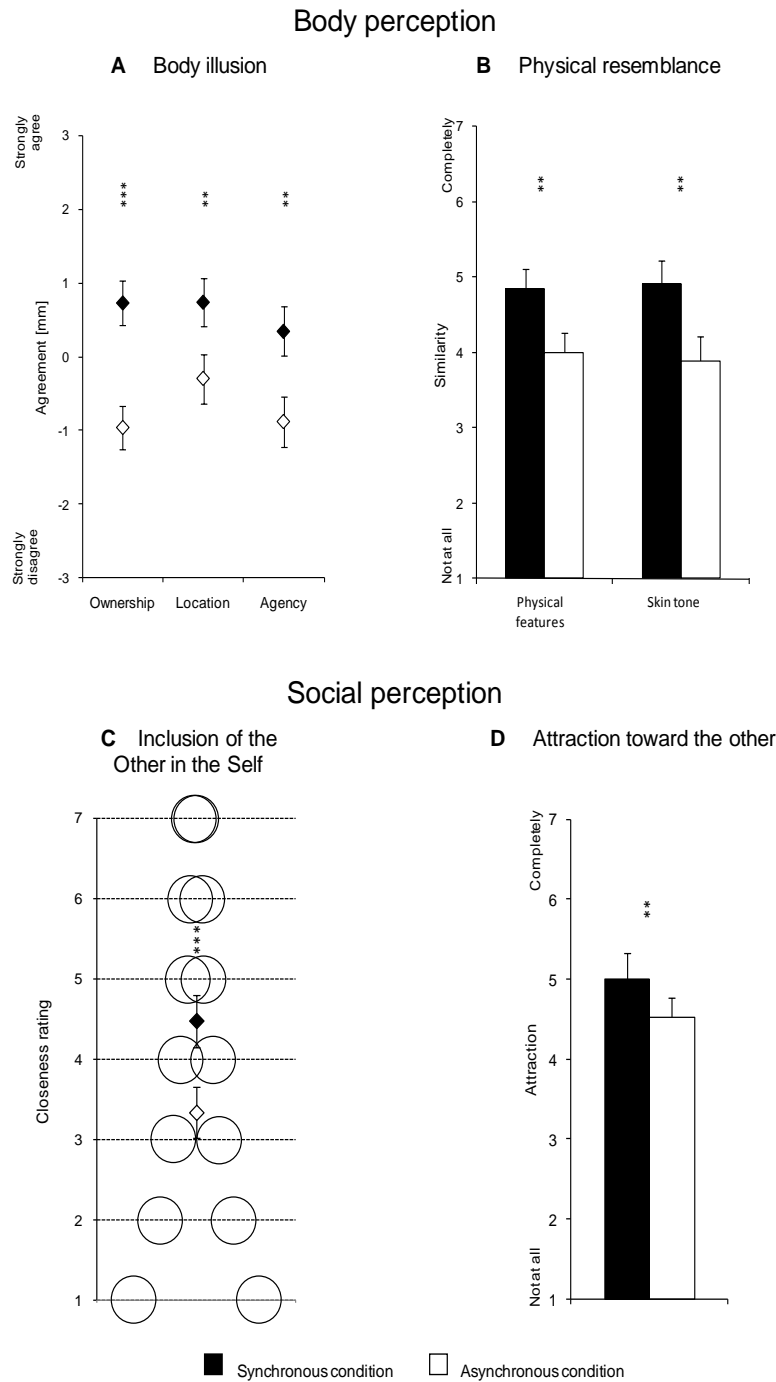 Body perception
A Body illusion
B Physical resemblance
Strongly agree
Agreement [mm]
Strongly disagree
3
2
1
0
-1
-2
-3
***
**
**
Ownership Location Agency
Completely
Similarity
Not at all
7
6
5
4
3
2
1
**
**
Physical features
Skin tone
Social perception
C Inclusion of the
Other in the Self
D Attraction toward the other
Closeness rating
7
6
5
4
3
2
1
***
Completely
Attraction
Not at all
7
6
5
4
3
2
1
**
Synchronous condition Asynchronous condition